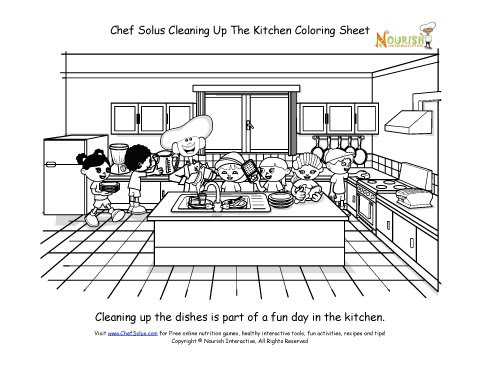 Chef Solus Cleaning Up The Kitchen Coloring Sheet
NOURISH
INTERACTIVE
Cleaning up the dishes is part of a fun day in the kitchen.
Visit www.ChefSolus.com for Free online nutrition games, healthy interactive tools, fun activities, recipes and tips!
Copyright © Nourish Interactive, All Rights Reserved